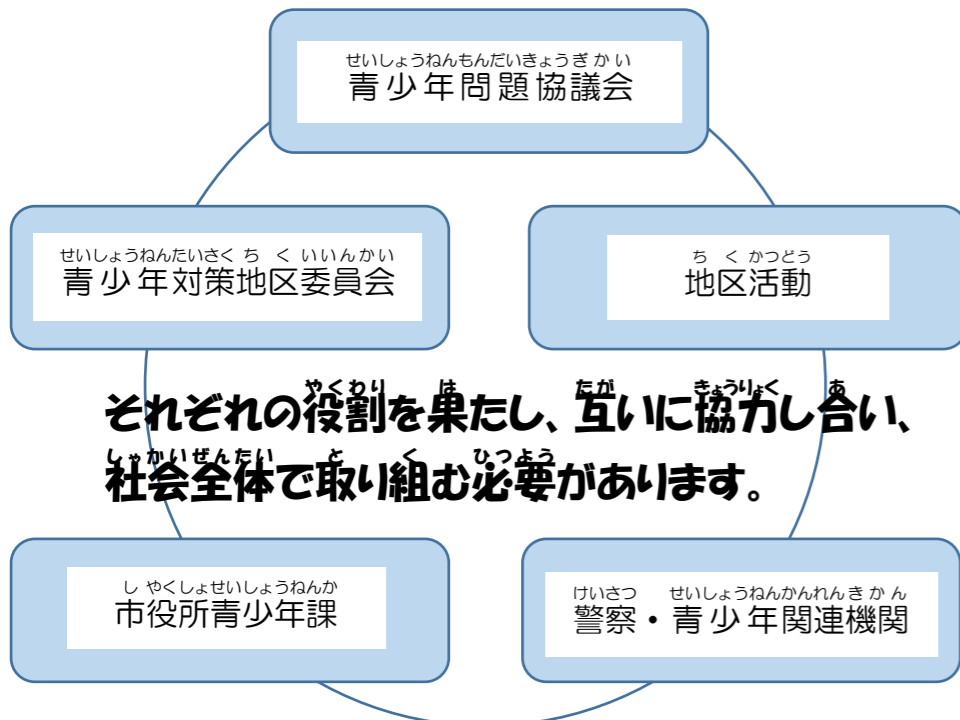 せいしょうねんもんだいきょうぎかい
青少年問題協議会
せいしょうねんたいさくちくいいんかい
青少年対策地区委員会
ちくかつどう
地区活動
やくわり は たが きょうりょく あ
それぞれの役割を果たし、互いに協力し合い、
しゃかいぜんたい と く ひつよう
社会全体で取り組む必要があります。
しやくしょせいしょうねんか
市役所青少年課
けいさつ せいしょうねんかんれんきかん
警察・青少年関連機関